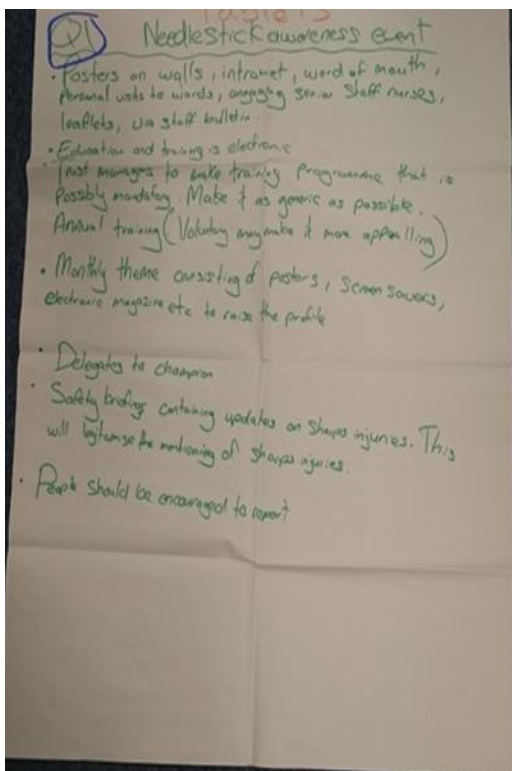 Table 3
Q1 Needlestick awareness event
• Posters on walls, intranet, word of mouth,
Personal visits to wards, engaging senior Staff nurses,
leaflets, via staff bulletin.
• Education and training is electronic
Trust managers to make training programme that is
Possibly mandatory. Make it as generic as possible.
Annual training (Voluntary may make it more appealling)
• Monthly theme consisting of posters, Screen savers,
electronic magazine etc to raise the profile
• Delegates to champion
• Safety briefings containing updates on sharps injuries. This
will legitimise the mentioning of sharps injuries.
• People should be encouraged to report